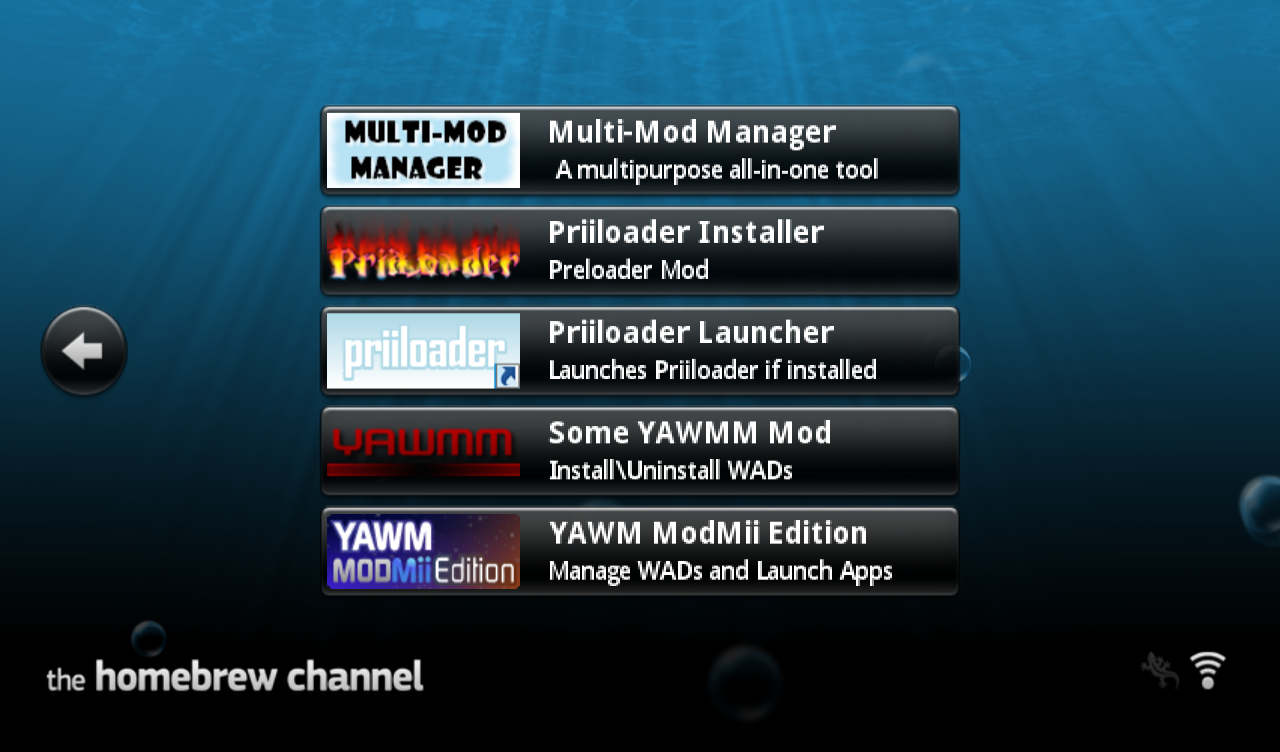 MULTI-MOD
MANAGER
Multi-Mod Manager
A multipurpose all-in-one tool
PriiLoader
Priiloader Installer
Preloader Mod
priiloader
Priiloader Launcher
Launches Priiloader if installed
YAWMM
Some YAWMM Mod
Install\Uninstall WADs
YAWM
MODMii Edition
YAWM ModMii Edition
Manage WADs and Launch Apps
the homebrew channel